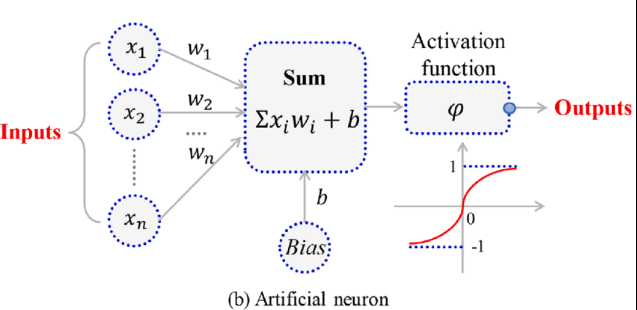 Inputs
x₁
x₂
xₙ
w₁
w₂
....
wₙ
Sum
Σxᵢwᵢ + b
b
Bias
Activation
function
φ
Outputs
1
0
-1
(b) Artificial neuron